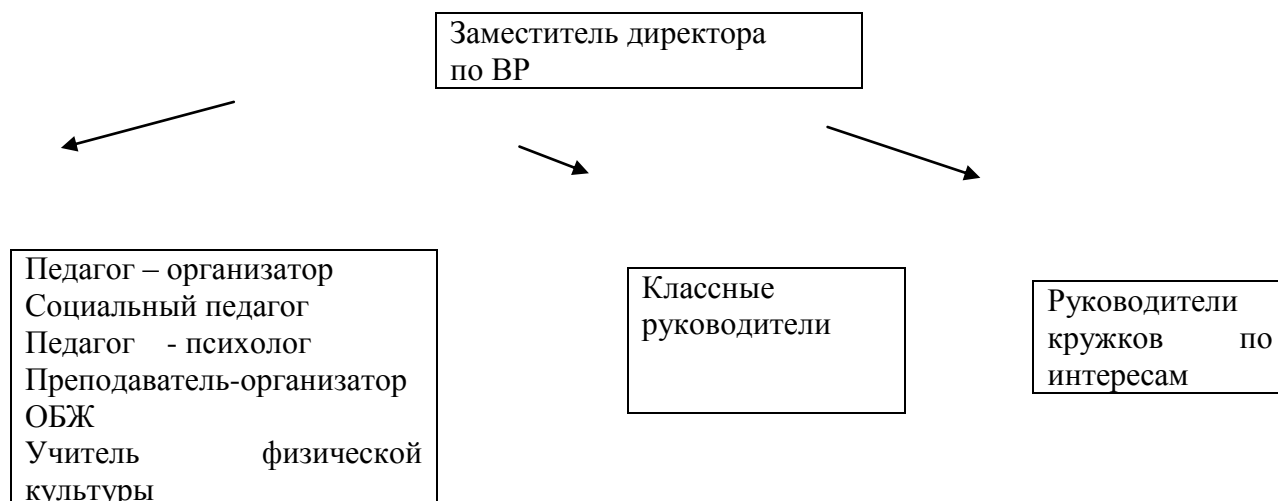 Заместитель директора
по ВР
Педагог – организатор
Социальный педагог
Педагог - психолог
Преподаватель-организатор
ОБЖ
Учитель физической
культуры
Классные
руководители
Руководители
кружков по
интересам